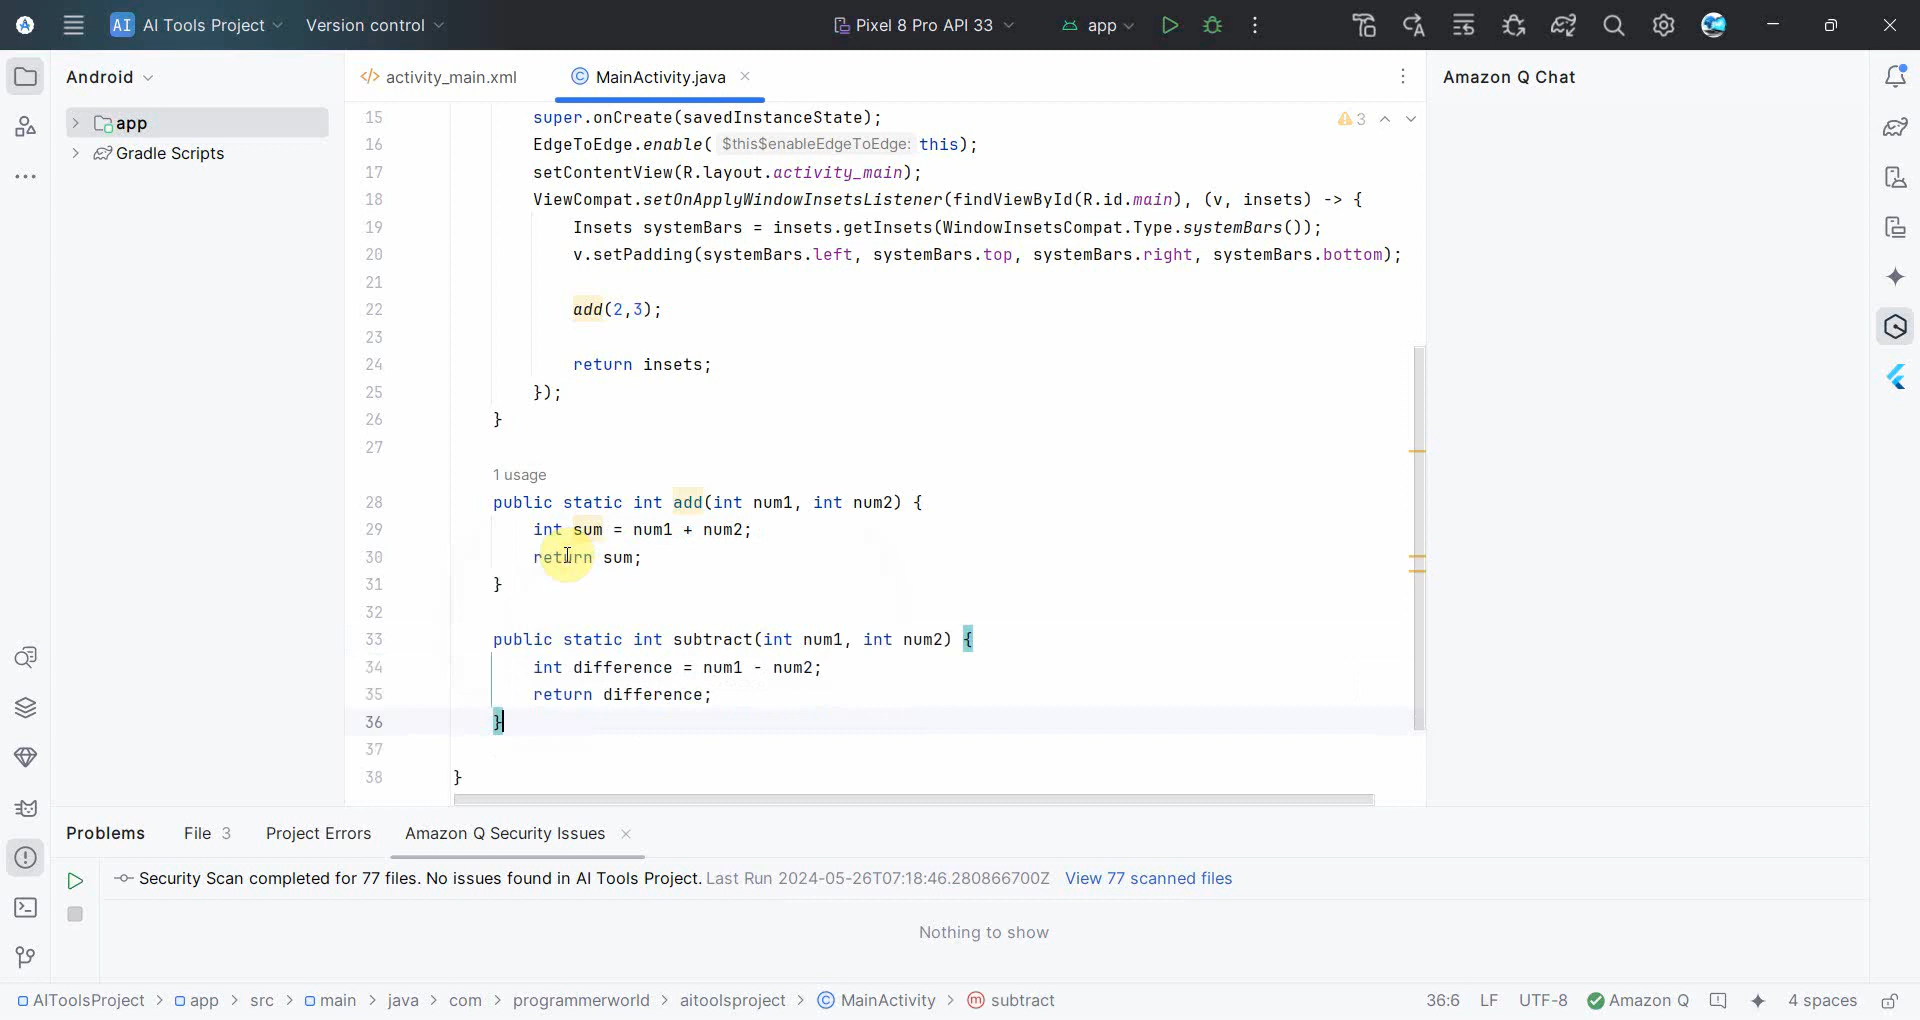 AI AI Tools Project Version control Pixel 8 Pro API 33 app
Android
app
Gradle Scripts
activity_main.xml MainActivity.java
3
15 super.onCreate(savedInstanceState);
16 EdgeToEdge.enable( $this$enableEdgeToEdge: this);
17 setContentView(R.layout.activity_main);
18 ViewCompat.setOnApplyWindowInsetsListener(findViewById(R.id.main), (v, insets) -> {
19 Insets systemBars = insets.getInsets(WindowInsetsCompat.Type.systemBars());
20 v.setPadding(systemBars.left, systemBars.top, systemBars.right, systemBars.bottom);
21
22 add(2,3);
23
24 return insets;
25 });
26 }
27
1 usage
28 public static int add(int num1, int num2) {
29 int sum = num1 + num2;
30 return sum;
31 }
32
33 public static int subtract(int num1, int num2) {
34 int difference = num1 - num2;
35 return difference;
36 }
37
38 }
Amazon Q Chat
Problems File 3 Project Errors Amazon Q Security Issues
Security Scan completed for 77 files. No issues found in AI Tools Project. Last Run 2024-05-26T07:18:46.280866700Z View 77 scanned files
Nothing to show
AIToolsProject > app > src > main > java > com > programmerworld > aitoolsproject > MainActivity > subtract 36:6 LF UTF-8 Amazon Q 4 spaces